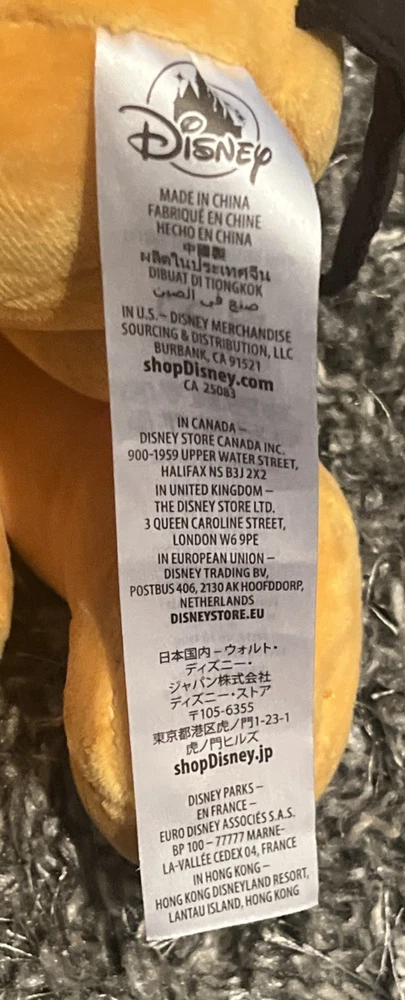 Disney
MADE IN CHINA
FABRIQUÉ EN CHINE
HECHO EN CHINA
中國製
ผลิตในประเทศจีน
DIBUAT DI TIONGKOK
صنع في الصين
IN U.S. – DISNEY MERCHANDISE
SOURCING & DISTRIBUTION, LLC
BURBANK, CA 91521
shopDisney.com
CA 25083
IN CANADA –
DISNEY STORE CANADA INC.
900-1959 UPPER WATER STREET,
HALIFAX NS B3J 2X2
IN UNITED KINGDOM –
THE DISNEY STORE LTD.
3 QUEEN CAROLINE STREET,
LONDON W6 9PE
IN EUROPEAN UNION –
DISNEY TRADING BV,
POSTBUS 406, 2130 AK HOOFDDORP,
NETHERLANDS
DISNEYSTORE.EU
日本国内 – ウォルト・
ディズニー・
ジャパン株式会社
ディズニー・ストア
〒105-6355
東京都港区虎ノ門1-23-1
虎ノ門ヒルズ
shopDisney.jp
DISNEY PARKS –
EN FRANCE –
EURO DISNEY ASSOCIÉS S.A.S.
BP 100 – 77777 MARNE-
LA-VALLÉE CEDEX 04, FRANCE
IN HONG KONG –
HONG KONG DISNEYLAND RESORT,
LANTAU ISLAND, HONG KONG